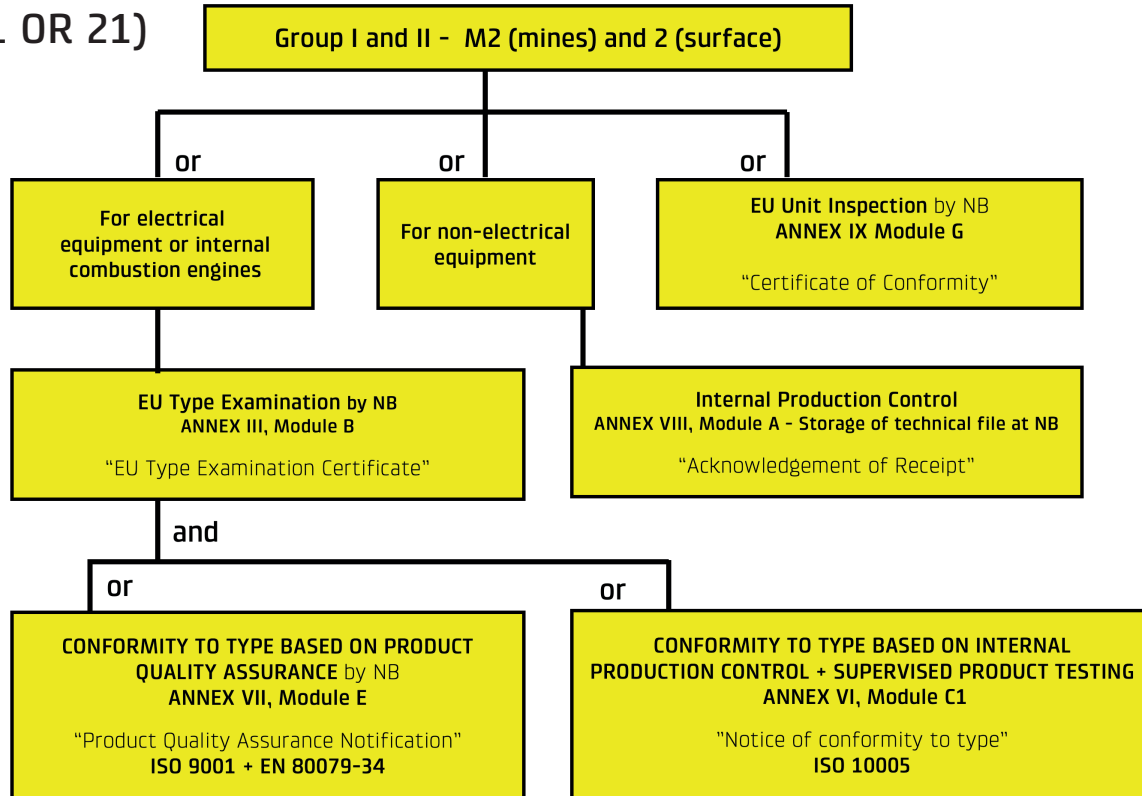 OR 21)
Group I and II - M2 (mines) and 2 (surface)
or
or
or
For electrical
equipment or internal
combustion engines
For non-electrical
equipment
EU Unit Inspection by NB
ANNEX IX Module G
“Certificate of Conformity”
EU Type Examination by NB
ANNEX III, Module B
“EU Type Examination Certificate”
Internal Production Control
ANNEX VIII, Module A - Storage of technical file at NB
“Acknowledgement of Receipt”
and
or
or
CONFORMITY TO TYPE BASED ON PRODUCT
QUALITY ASSURANCE by NB
ANNEX VII, Module E
“Product Quality Assurance Notification”
ISO 9001 + EN 80079-34
CONFORMITY TO TYPE BASED ON INTERNAL
PRODUCTION CONTROL + SUPERVISED PRODUCT TESTING
ANNEX VI, Module C1
”Notice of conformity to type”
ISO 10005